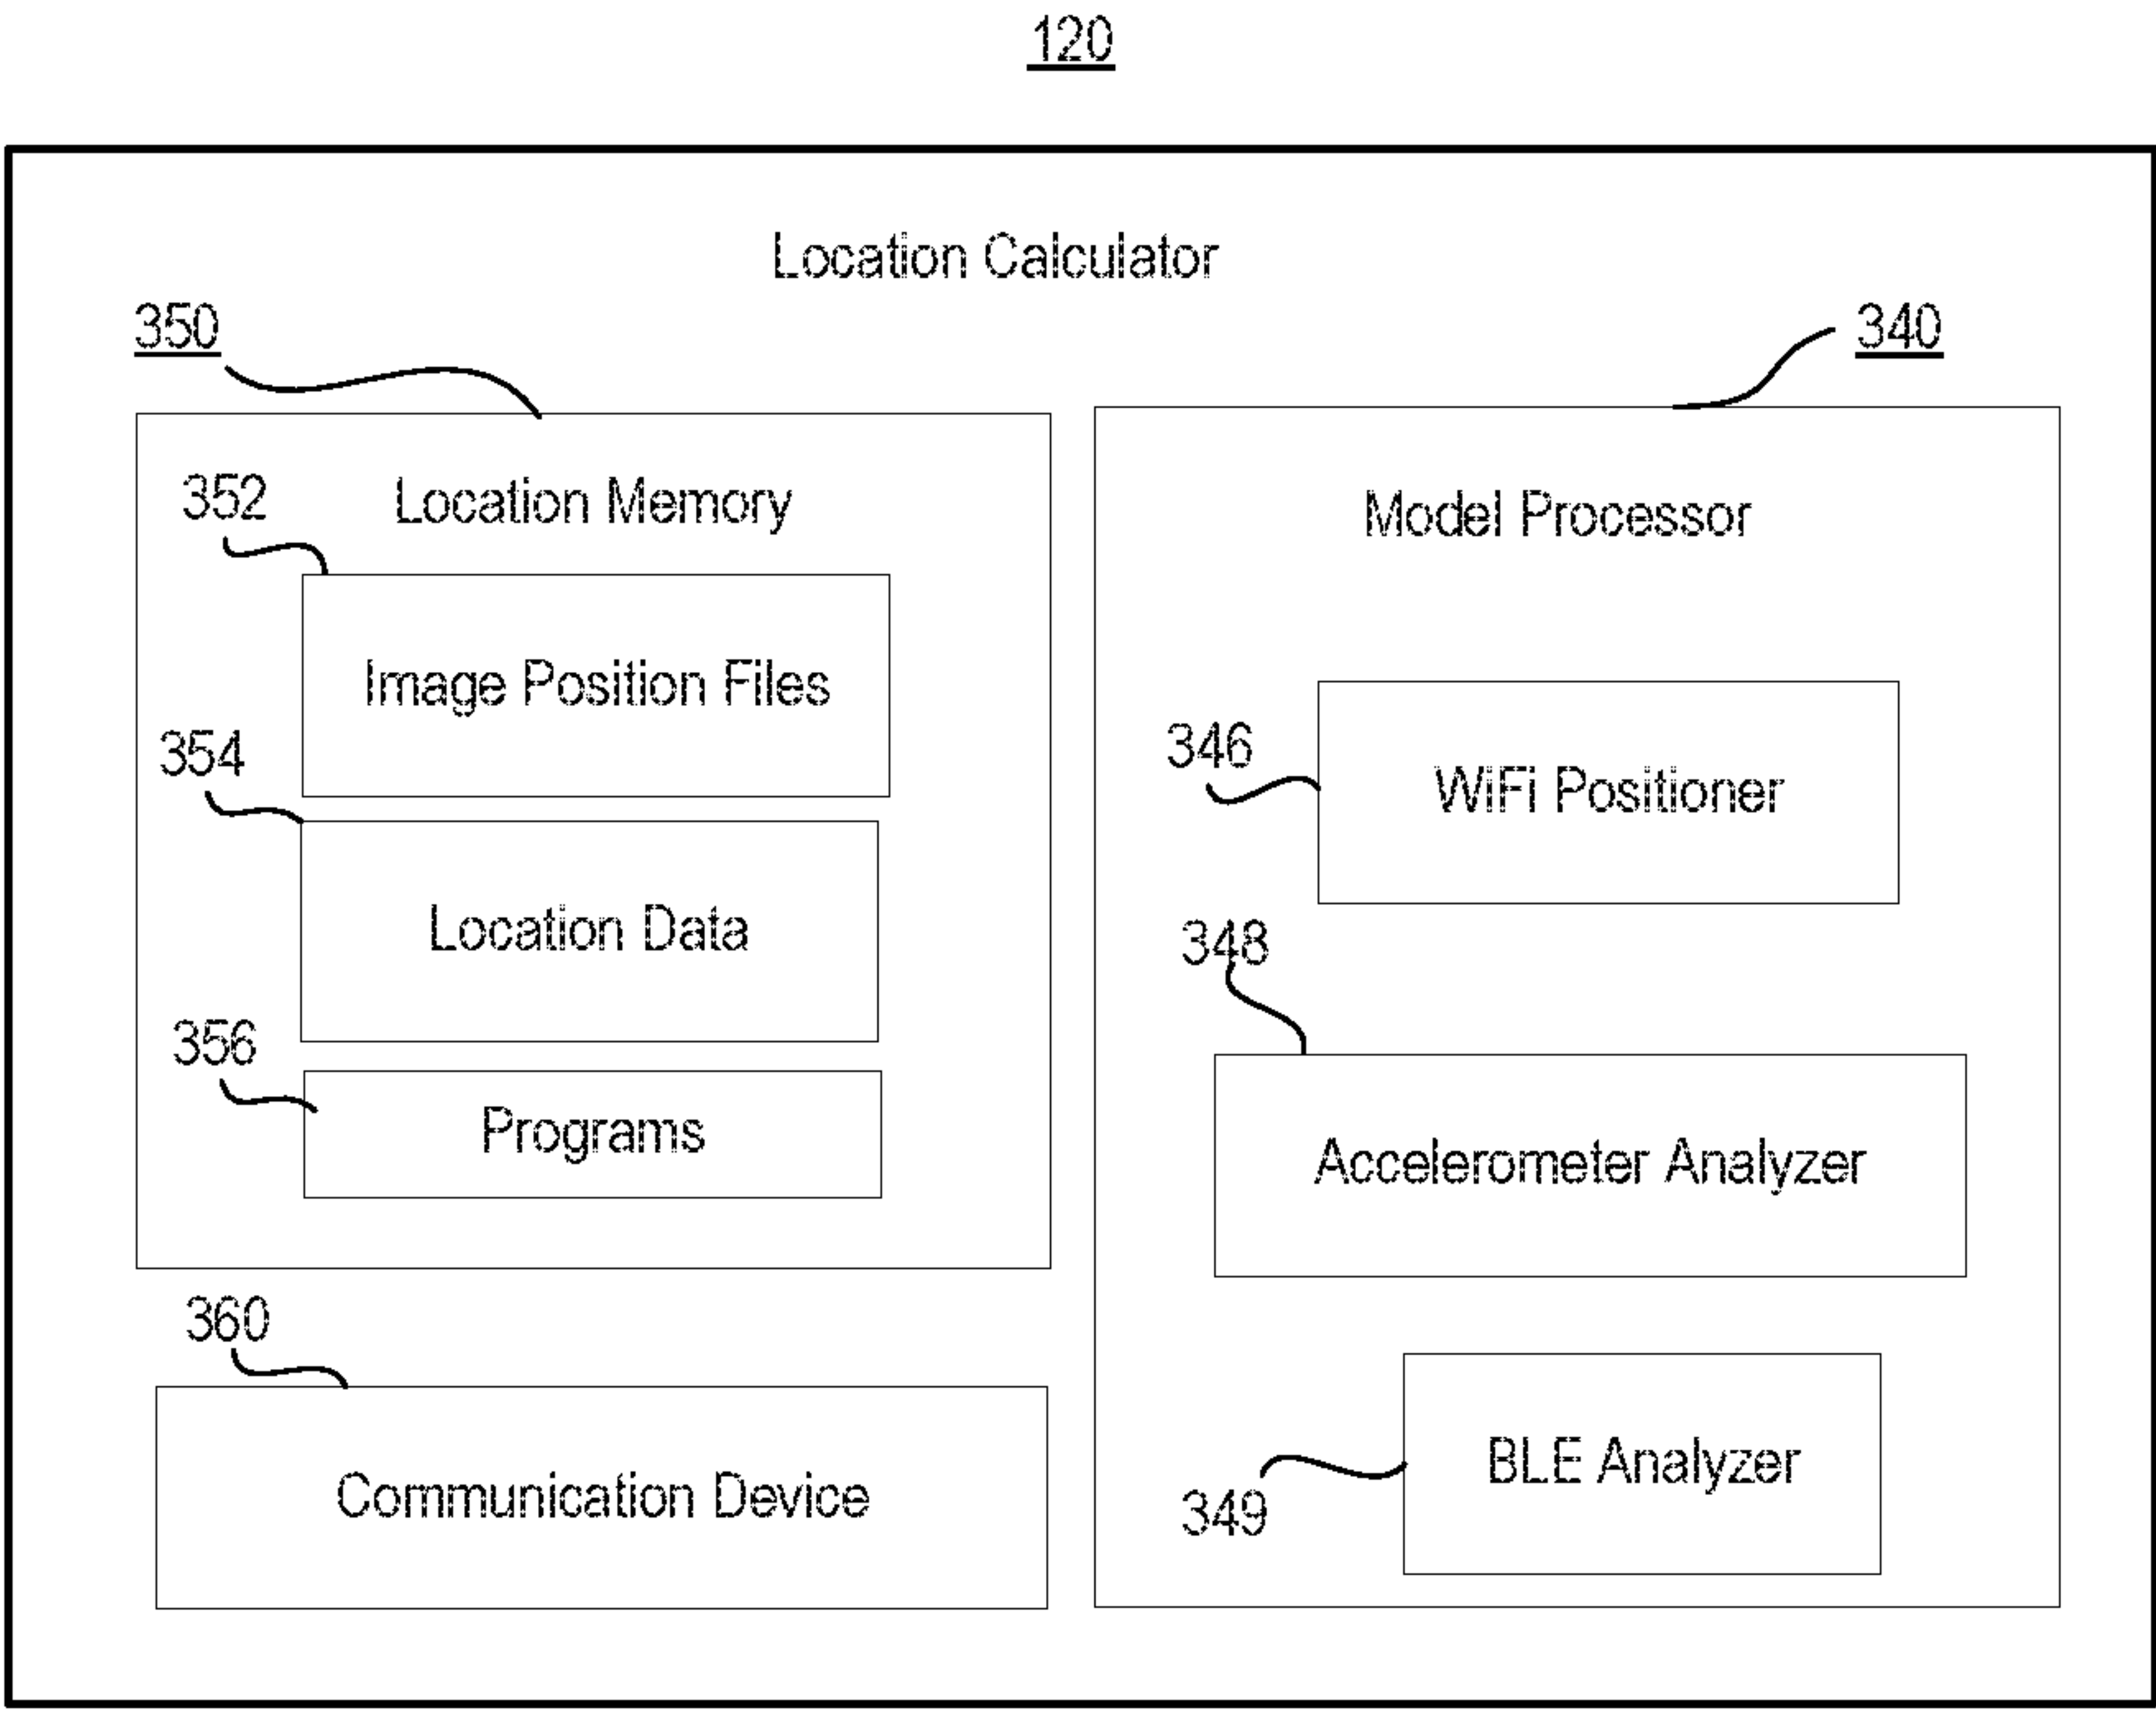 120
Location Calculator
350
340
352
Location Memory
Model Processor
Image Position Files
354
346
WiFi Positioner
Location Data
348
356
Programs
Accelerometer Analyzer
360
BLE Analyzer
Communication Device
349